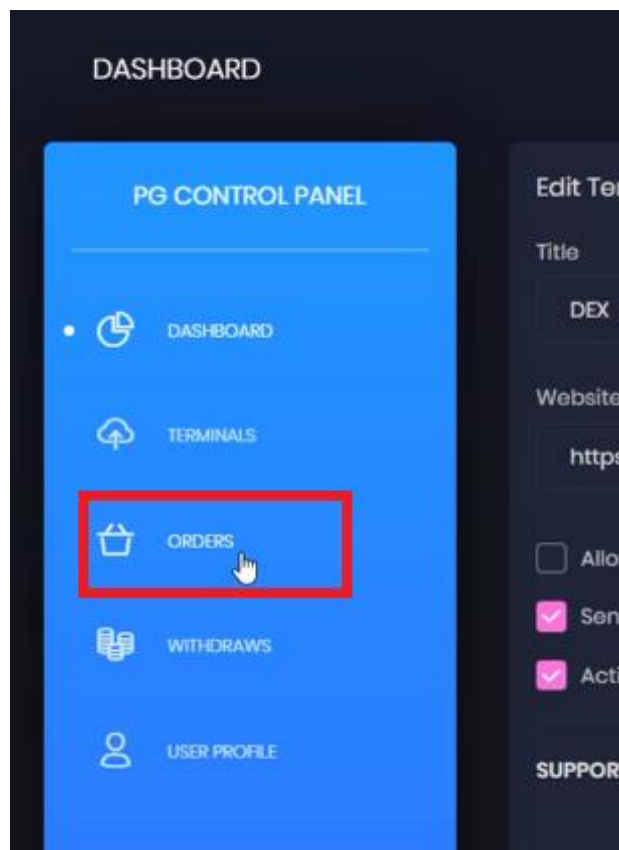 DASHBOARD
PG CONTROL PANEL
DASHBOARD
TERMINALS
ORDERS
WITHDRAWS
USER PROFILE
Edit Te
Title
DEX
Website
https
Allo
Sen
Acti
SUPPOR